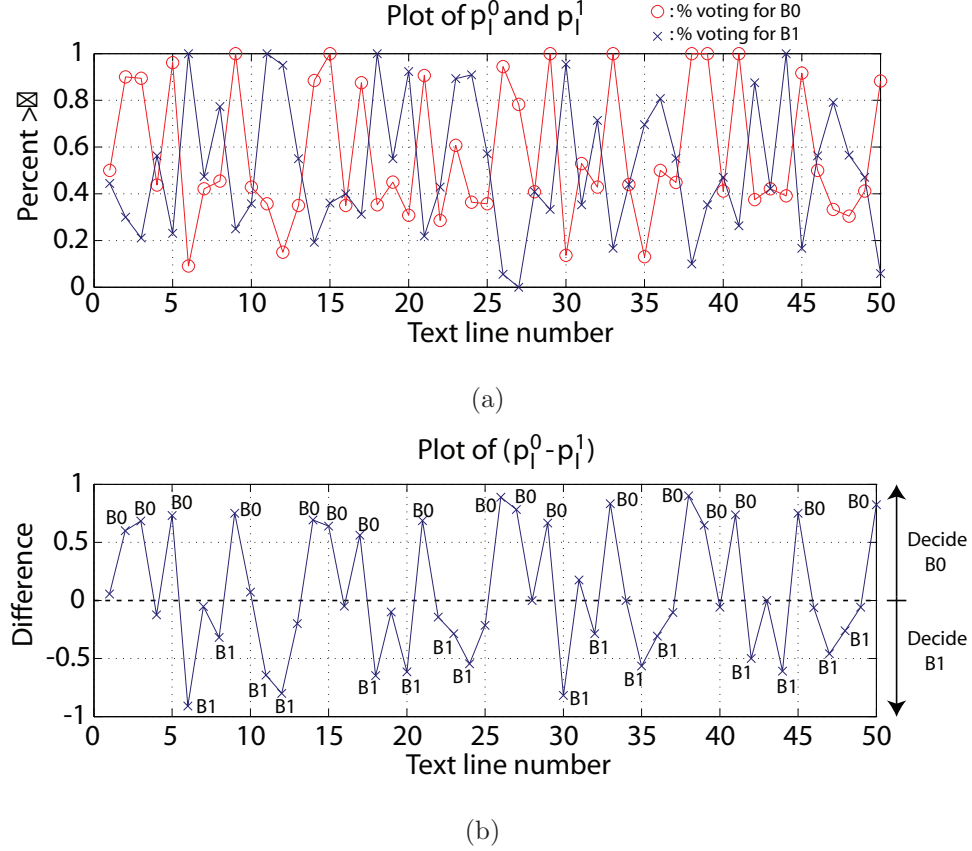 Plot of p_l^0 and p_l^1
: % voting for B0
: % voting for B1
Percent >
1
0.8
0.6
0.4
0.2
0
0 5 10 15 20 25 30 35 40 45 50
Text line number
(a)
Plot of (p_l^0 - p_l^1)
Difference
1
0.5
0
-0.5
-1
B0 B0 B0 B0 B0 B0 B0 B0 B0 B0 B0 B0 B0 B0 B0 B0 B0
B1 B1 B1 B1 B1 B1 B1 B1 B1 B1 B1 B1 B1 B1 B1 B1
Decide
B0
Decide
B1
0 5 10 15 20 25 30 35 40 45 50
Text line number
(b)